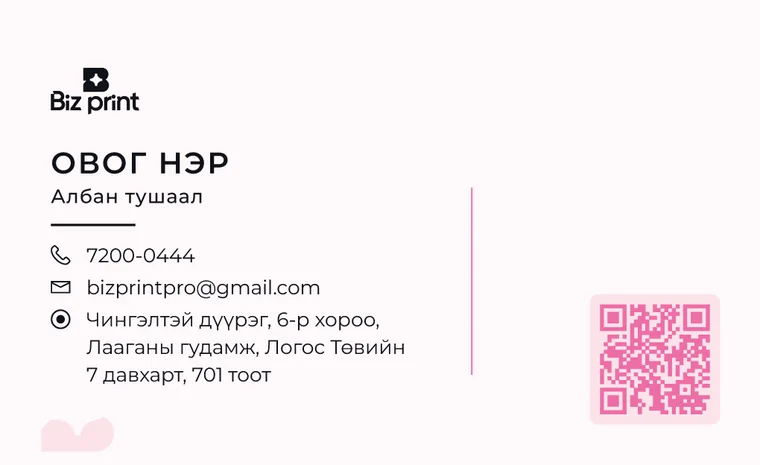 Biz print
ОВОГ НЭР
Албан тушаал
7200-0444
bizprintpro@gmail.com
Чингэлтэй дүүрэг, 6-р хороо,
Лааганы гудамж, Логос Төвийн
7 давхарт, 701 тоот